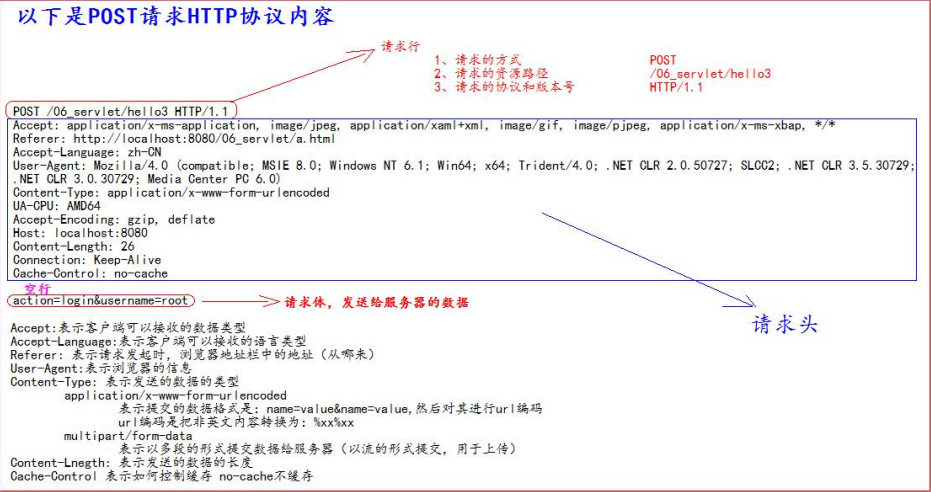 以下是POST请求HTTP协议内容
请求行
1、请求的方式 POST
2、请求的资源路径 /06_servlet/hello3
3、请求的协议和版本号 HTTP/1.1
POST /06_servlet/hello3 HTTP/1.1
Accept: application/x-ms-application, image/jpeg, application/xaml+xml, image/gif, image/pjpeg, application/x-ms-xbap, */*
Referer: http://localhost:8080/06_servlet/a.html
Accept-Language: zh-CN
User-Agent: Mozilla/4.0 (compatible; MSIE 8.0; Windows NT 6.1; Win64; x64; Trident/4.0; .NET CLR 2.0.50727; SLCC2; .NET CLR 3.5.30729;
.NET CLR 3.0.30729; Media Center PC 6.0)
Content-Type: application/x-www-form-urlencoded
UA-CPU: AMD64
Accept-Encoding: gzip, deflate
Host: localhost:8080
Content-Length: 26
Connection: Keep-Alive
Cache-Control: no-cache
空行
action=login&username=root
请求体，发送给服务器的数据
请求头
Accept:表示客户端可以接收的数据类型
Accept-Language:表示客户端可以接收的语言类型
Referer: 表示请求发起时，浏览器地址栏中的地址（从哪来）
User-Agent:表示浏览器的信息
Content-Type: 表示发送的数据的类型
application/x-www-form-urlencoded
表示提交的数据格式是: name=value&name=value,然后对其进行url编码
url编码是把非英文内容转换为: %xx%xx
multipart/form-data
表示以多段的形式提交数据给服务器（以流的形式提交，用于上传）
Content-Lnegth: 表示发送的数据的长度
Cache-Control 表示如何控制缓存 no-cache不缓存